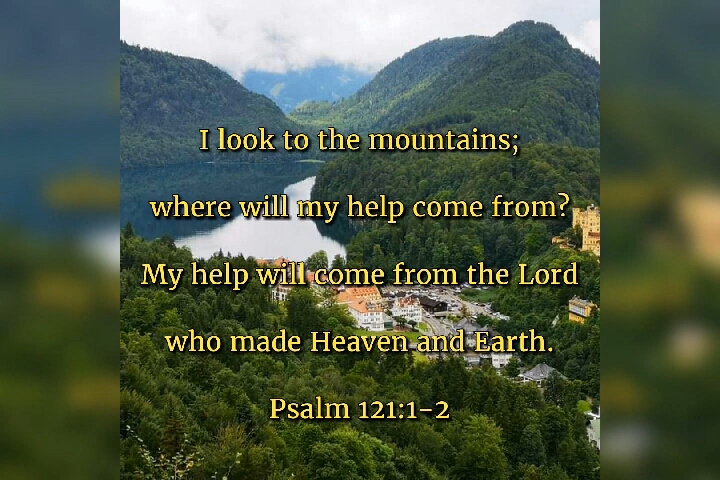 I look to the mountains;
where will my help come from?
My help will come from the Lord
who made Heaven and Earth.
Psalm 121:1-2